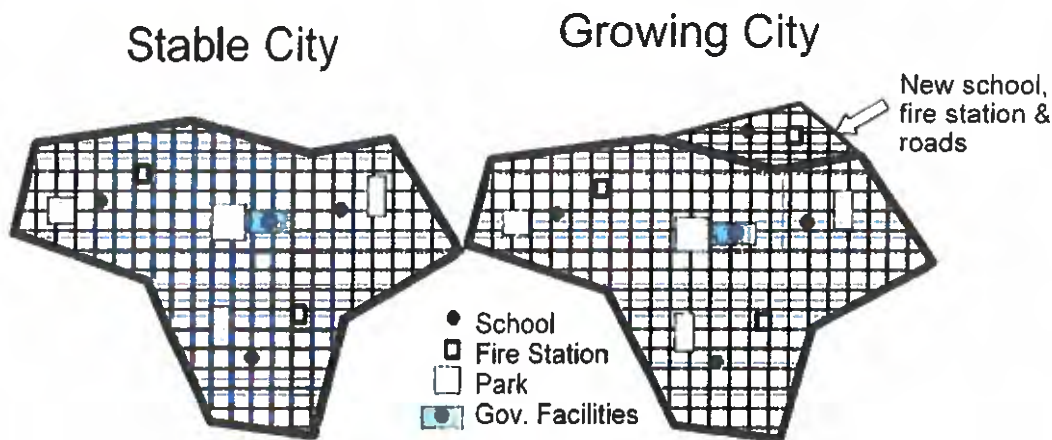 Stable City
Growing City
New school,
fire station &
roads
School
Fire Station
Park
Gov. Facilities